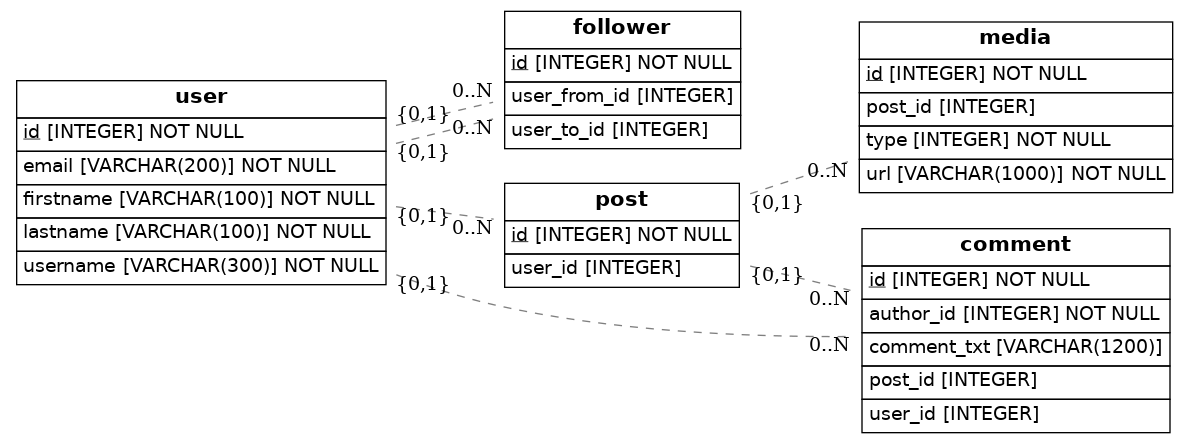 user
id [INTEGER] NOT NULL
email [VARCHAR(200)] NOT NULL
firstname [VARCHAR(100)] NOT NULL
lastname [VARCHAR(100)] NOT NULL
username [VARCHAR(300)] NOT NULL
{0,1}
0..N
{0,1}
0..N
{0,1}
0..N
{0,1}
0..N
follower
id [INTEGER] NOT NULL
user_from_id [INTEGER]
user_to_id [INTEGER]
post
id [INTEGER] NOT NULL
user_id [INTEGER]
{0,1}
0..N
{0,1}
0..N
media
id [INTEGER] NOT NULL
post_id [INTEGER]
type [INTEGER] NOT NULL
url [VARCHAR(1000)] NOT NULL
comment
id [INTEGER] NOT NULL
author_id [INTEGER] NOT NULL
comment_txt [VARCHAR(1200)]
post_id [INTEGER]
user_id [INTEGER]